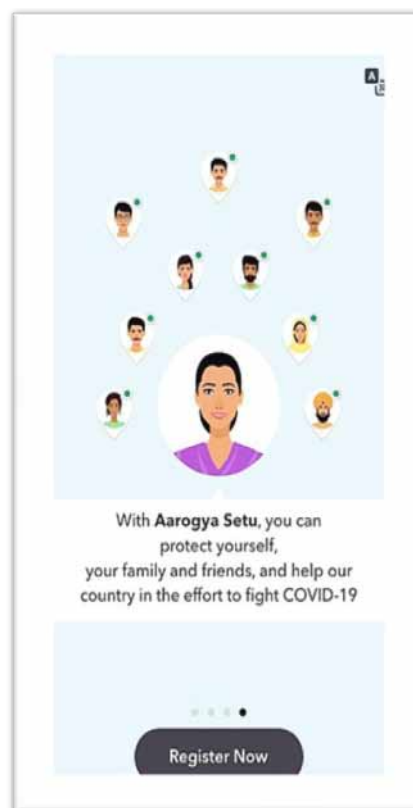 A
With Aarogya Setu, you can
protect yourself,
your family and friends, and help our
country in the effort to fight COVID-19
Register Now